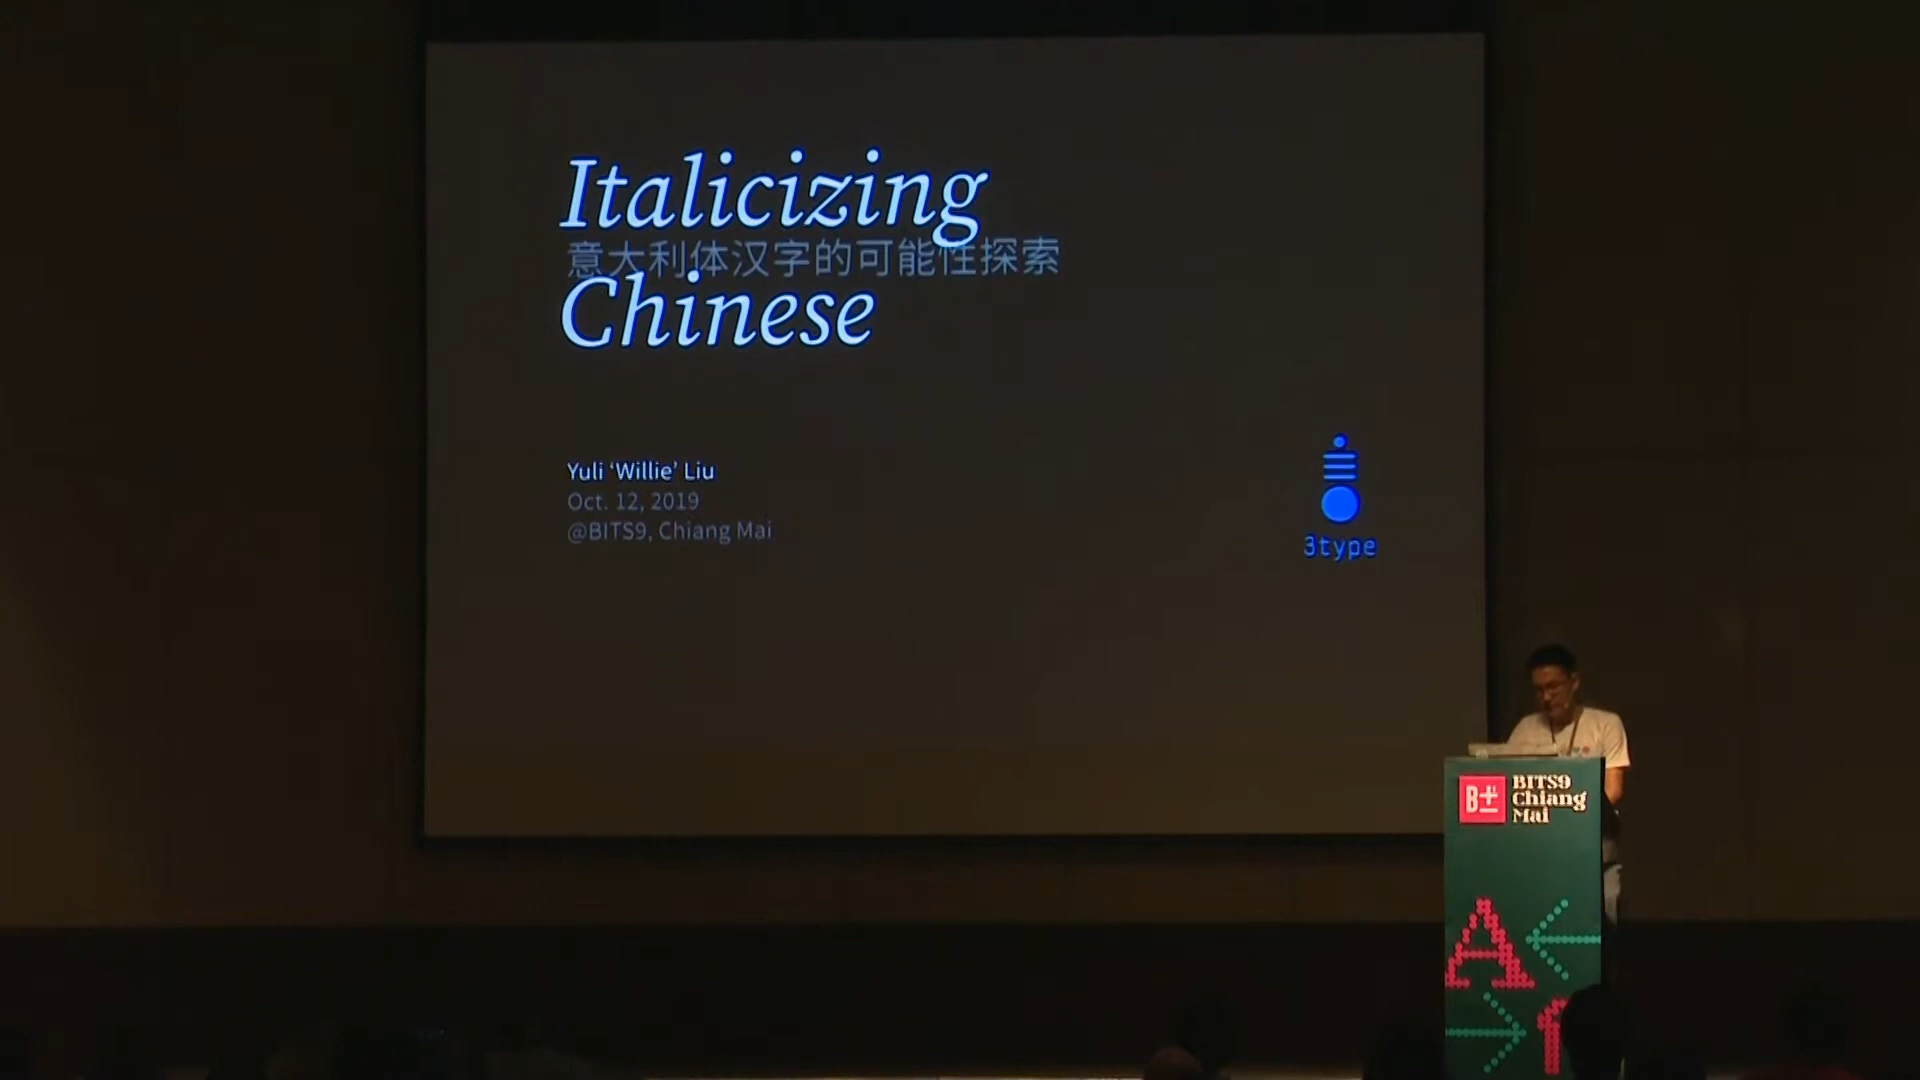 Italicizing
意大利体汉字的可能性探索
Chinese
Yuli ‘Willie’ Liu
Oct. 12, 2019
@BITS9, Chiang Mai
3type
B
BITS9
Chiang
Mai
A